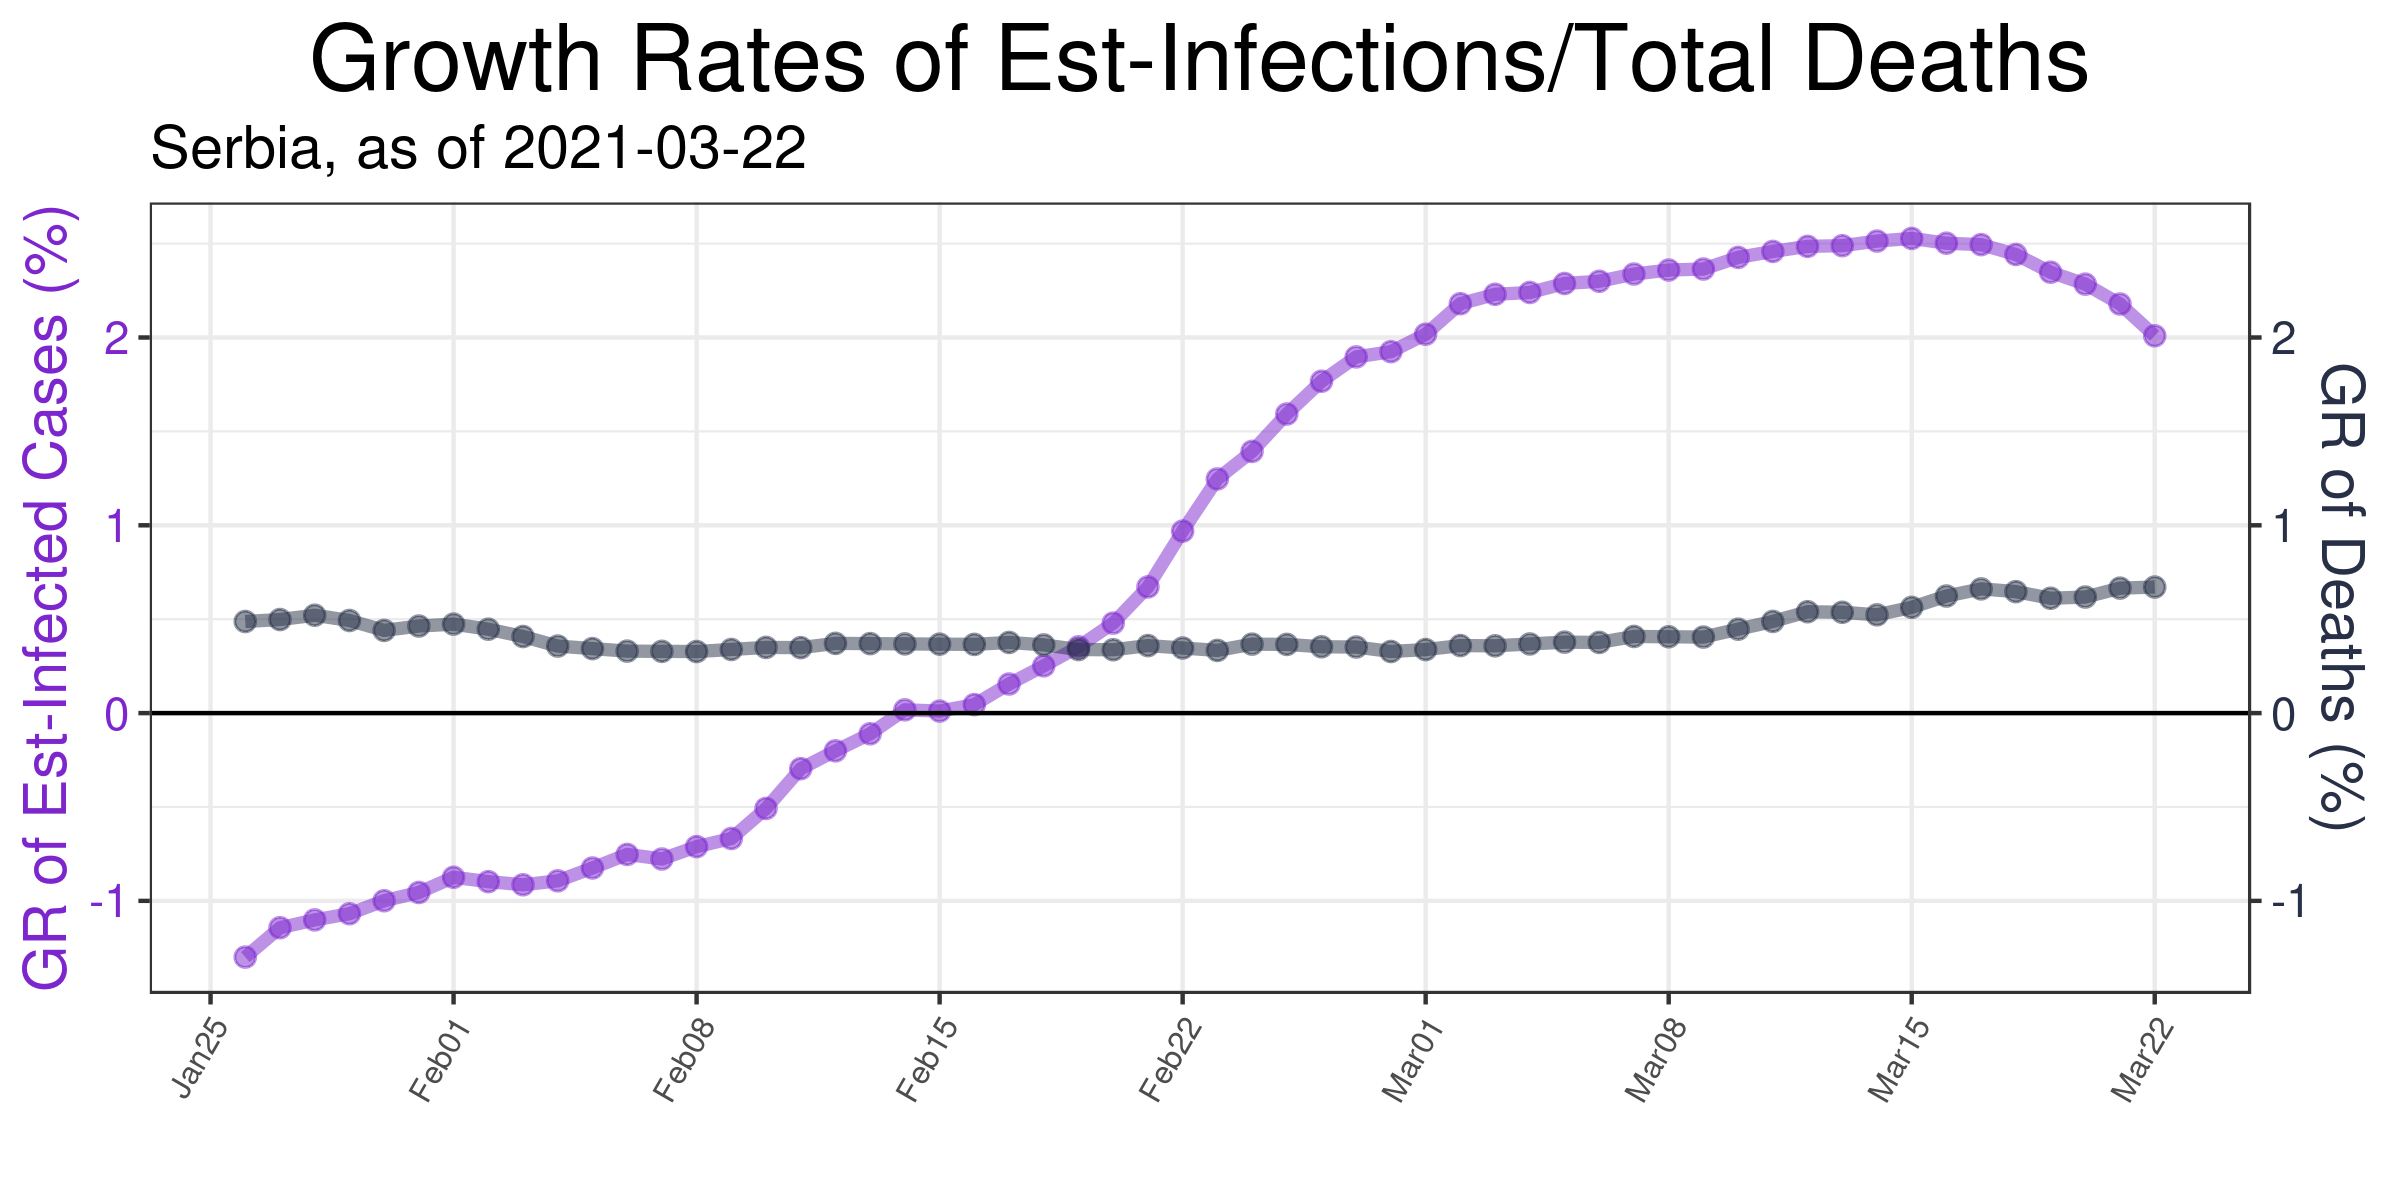 Growth Rates of Est-Infections/Total Deaths
Serbia, as of 2021-03-22
GR of Est-Infected Cases (%)
2
1
0
-1
2
1
0
-1
GR of Deaths (%)
Jan25
Feb01
Feb08
Feb15
Feb22
Mar01
Mar08
Mar15
Mar22